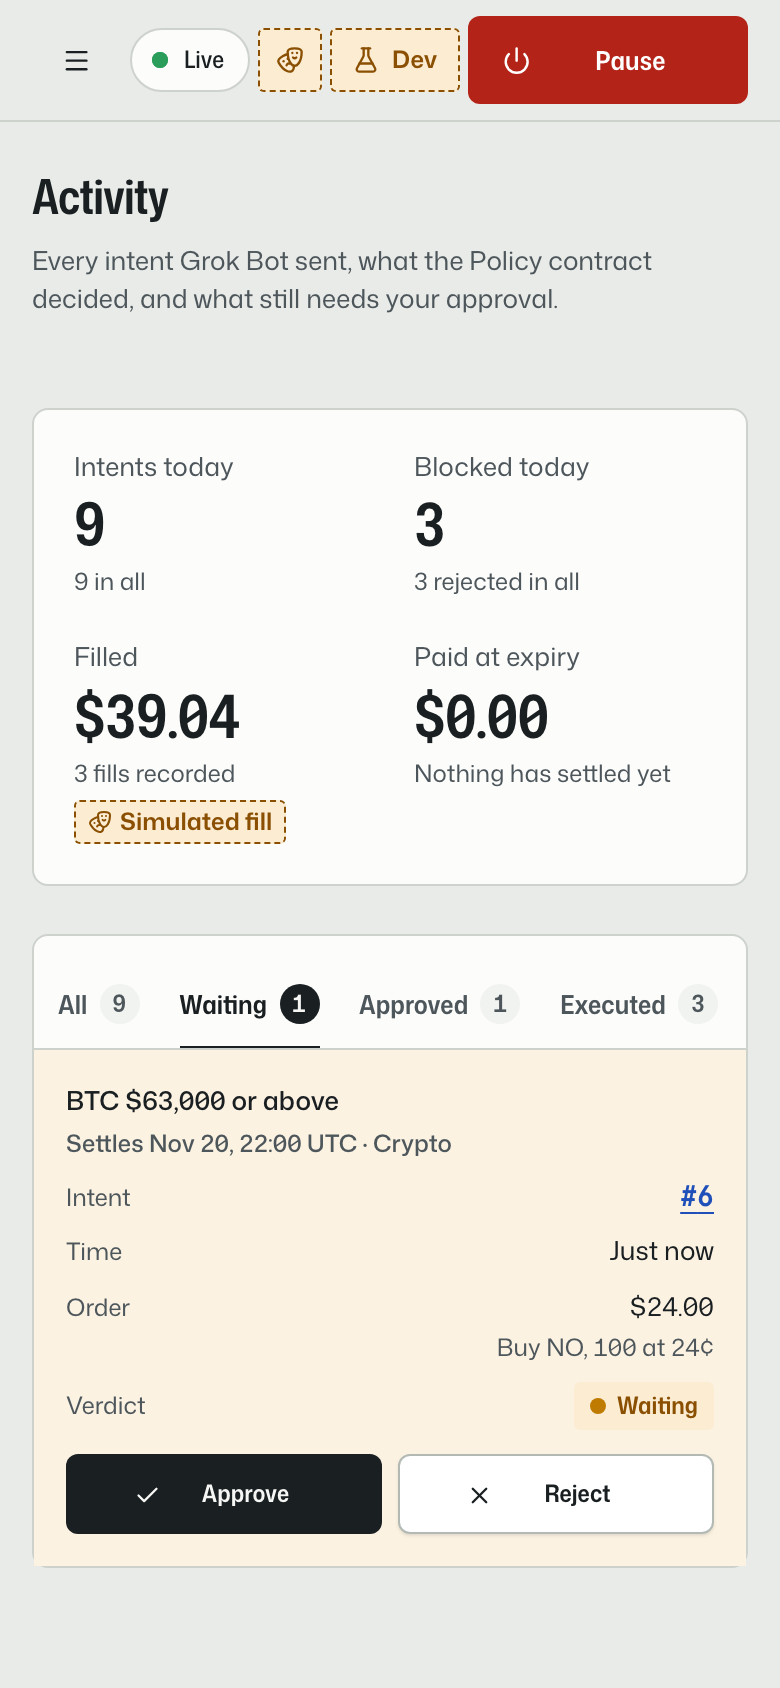 Live
Dev
Pause
Activity
Every intent Grok Bot sent, what the Policy contract
decided, and what still needs your approval.
Intents today
9
9 in all
Blocked today
3
3 rejected in all
Filled
$39.04
3 fills recorded
Simulated fill
Paid at expiry
$0.00
Nothing has settled yet
All 9 Waiting 1 Approved 1 Executed 3
BTC $63,000 or above
Settles Nov 20, 22:00 UTC · Crypto
Intent #6
Time Just now
Order $24.00
Buy NO, 100 at 24¢
Verdict Waiting
Approve Reject